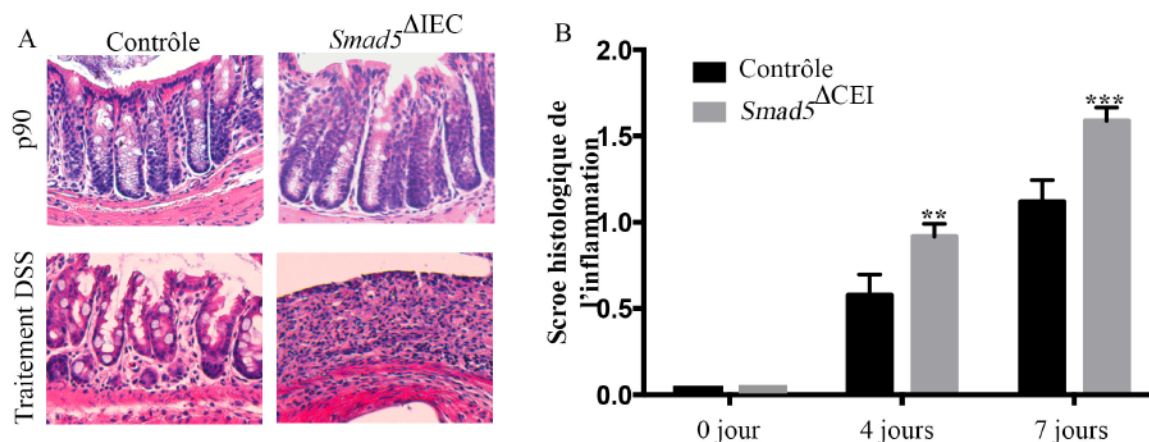 A
Contrôle
Smad5ΔIEC
p90
Traitement DSS
B
Contrôle
Smad5ΔCEI
Scroe histologique de
l'inflammation
2.0
1.5
1.0
0.5
0.0
**
***
0 jour
4 jours
7 jours